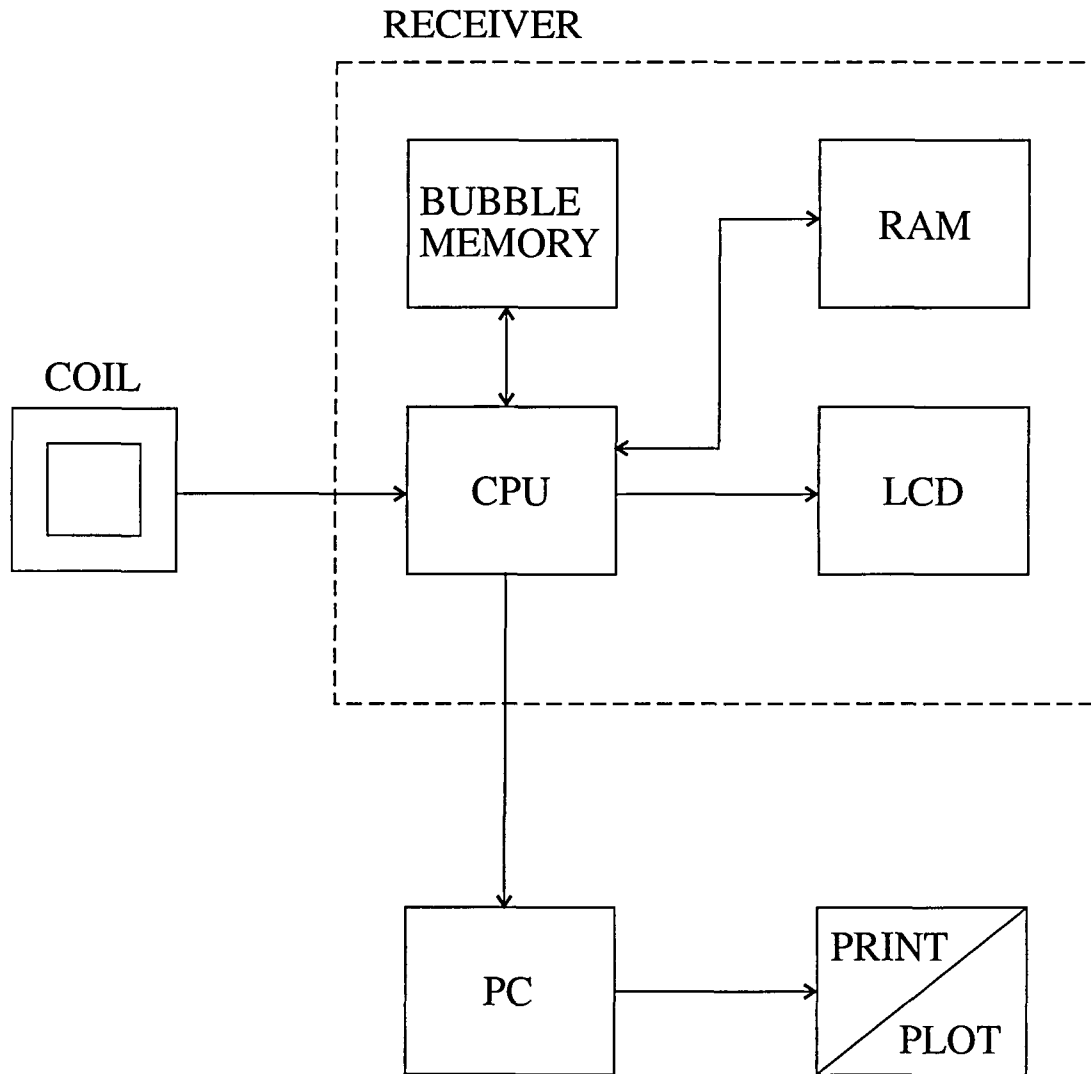 RECEIVER
BUBBLE
MEMORY
RAM
COIL
CPU
LCD
PC
PRINT
PLOT